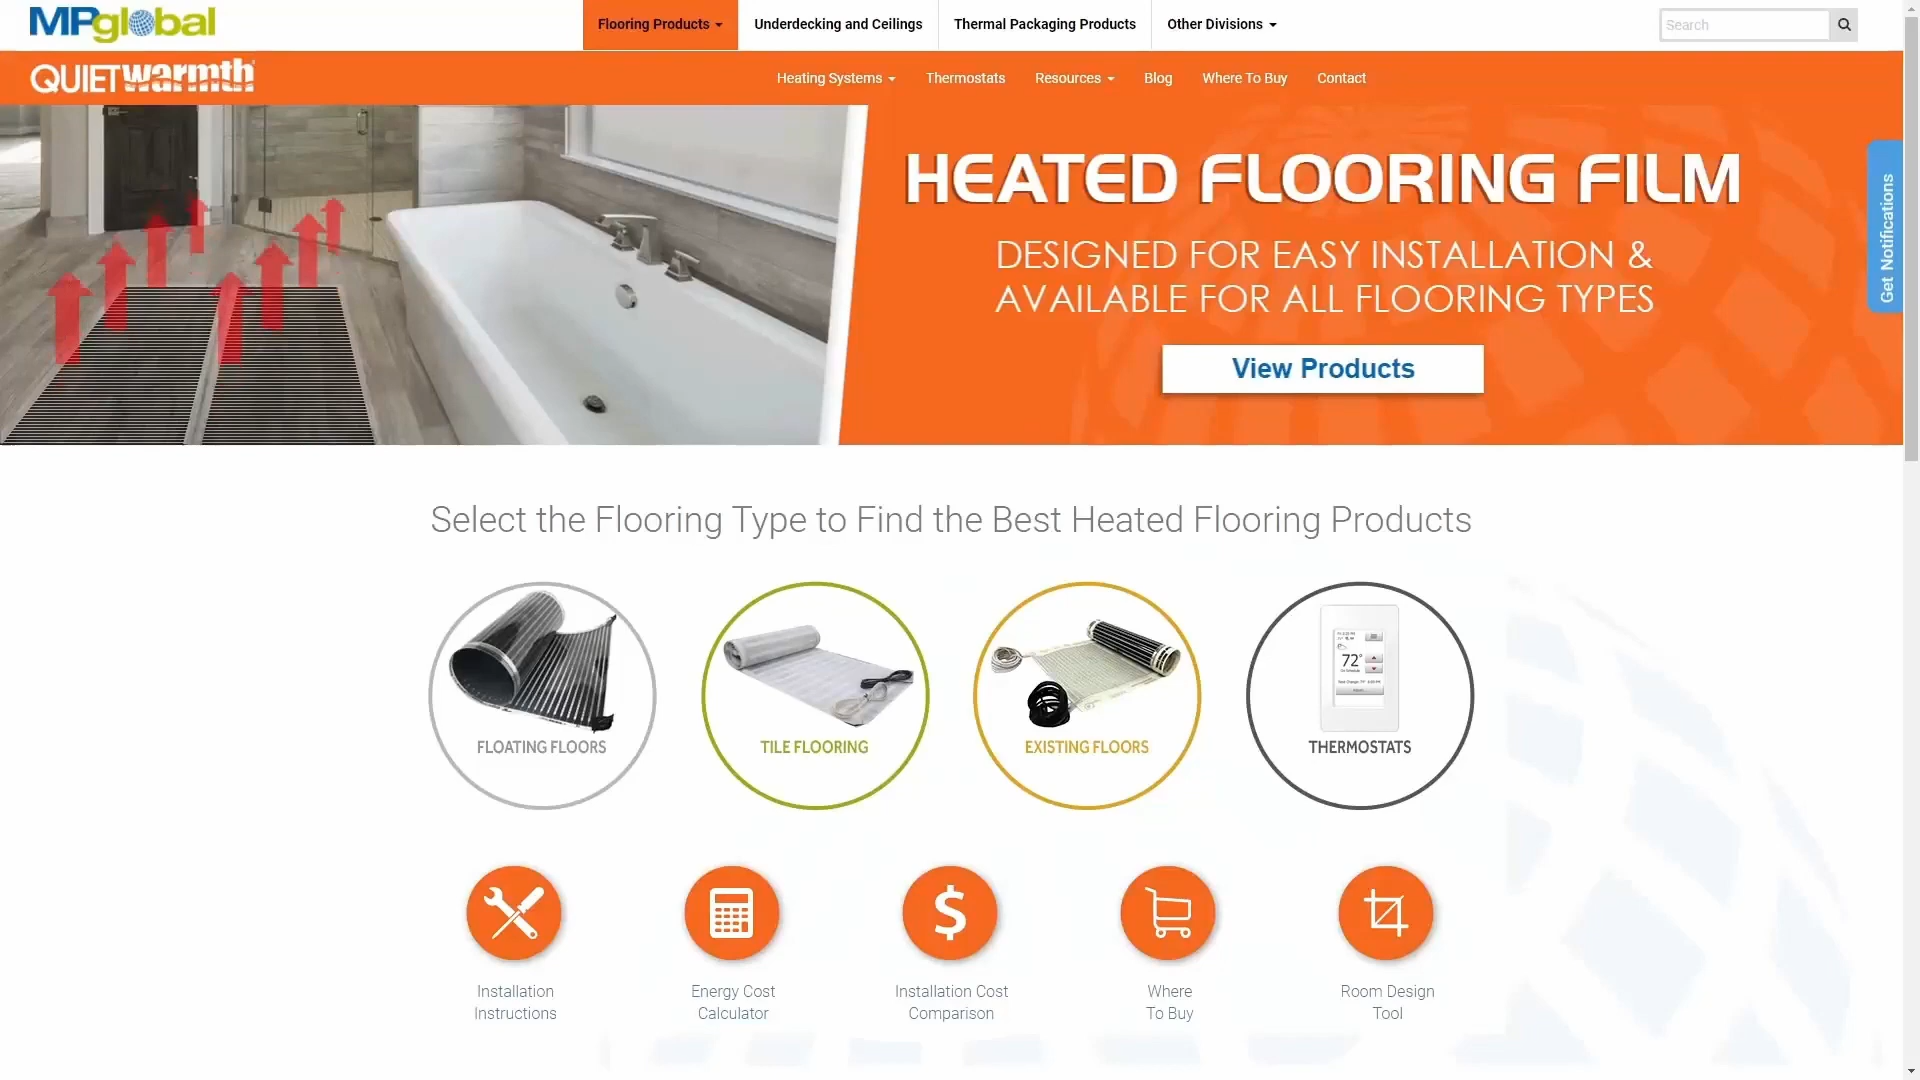 MPglobal
Flooring Products
Underdecking and Ceilings
Thermal Packaging Products
Other Divisions
Search
QUIETwarmth
Heating Systems
Thermostats
Resources
Blog
Where To Buy
Contact
HEATED FLOORING FILM
DESIGNED FOR EASY INSTALLATION &
AVAILABLE FOR ALL FLOORING TYPES
View Products
Get Notifications
Select the Flooring Type to Find the Best Heated Flooring Products
72°
FLOATING FLOORS
TILE FLOORING
EXISTING FLOORS
THERMOSTATS
Installation
Instructions
Energy Cost
Calculator
Installation Cost
Comparison
Where
To Buy
Room Design
Tool